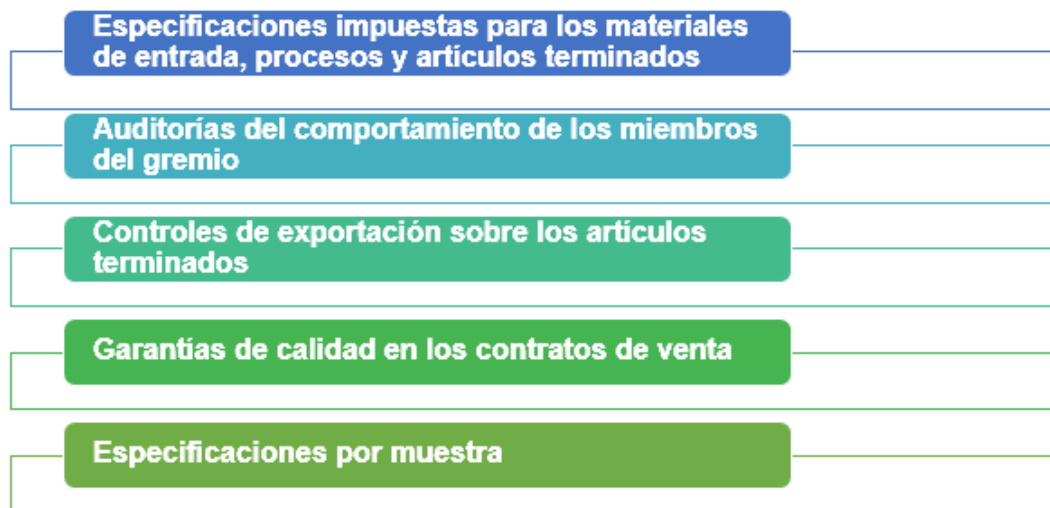 Especificaciones impuestas para los materiales
de entrada, procesos y artículos terminados
Auditorías del comportamiento de los miembros
del gremio
Controles de exportación sobre los artículos
terminados
Garantías de calidad en los contratos de venta
Especificaciones por muestra